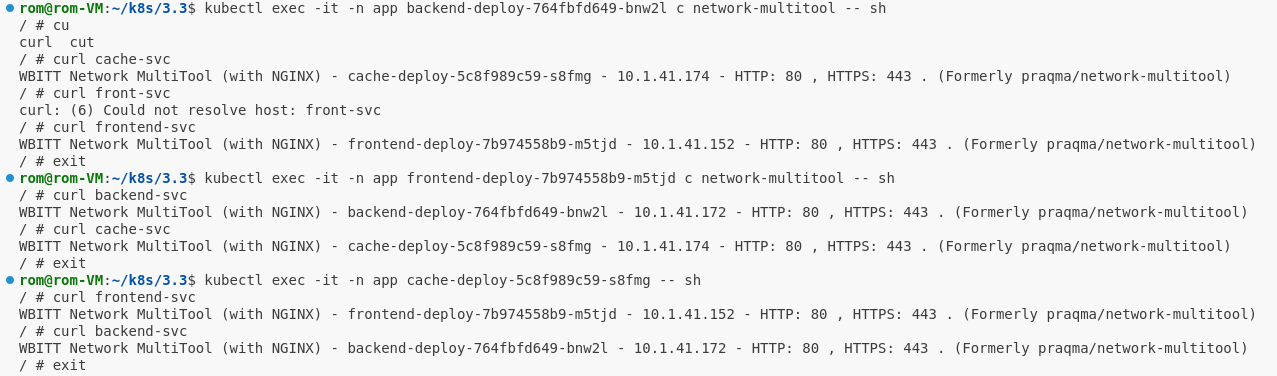 rom@rom-VM:~/k8s/3.3$ kubectl exec -it -n app backend-deploy-764fbfd649-bnw2l c network-multitool -- sh
/ # cu
curl  cut
/ # curl cache-svc
WBITT Network MultiTool (with NGINX) - cache-deploy-5c8f989c59-s8fmg - 10.1.41.174 - HTTP: 80 , HTTPS: 443 . (Formerly praqma/network-multitool)
/ # curl front-svc
curl: (6) Could not resolve host: front-svc
/ # curl frontend-svc
WBITT Network MultiTool (with NGINX) - frontend-deploy-7b974558b9-m5tjd - 10.1.41.152 - HTTP: 80 , HTTPS: 443 . (Formerly praqma/network-multitool)
/ # exit
rom@rom-VM:~/k8s/3.3$ kubectl exec -it -n app frontend-deploy-7b974558b9-m5tjd c network-multitool -- sh
/ # curl backend-svc
WBITT Network MultiTool (with NGINX) - backend-deploy-764fbfd649-bnw2l - 10.1.41.172 - HTTP: 80 , HTTPS: 443 . (Formerly praqma/network-multitool)
/ # curl cache-svc
WBITT Network MultiTool (with NGINX) - cache-deploy-5c8f989c59-s8fmg - 10.1.41.174 - HTTP: 80 , HTTPS: 443 . (Formerly praqma/network-multitool)
/ # exit
rom@rom-VM:~/k8s/3.3$ kubectl exec -it -n app cache-deploy-5c8f989c59-s8fmg -- sh
/ # curl frontend-svc
WBITT Network MultiTool (with NGINX) - frontend-deploy-7b974558b9-m5tjd - 10.1.41.152 - HTTP: 80 , HTTPS: 443 . (Formerly praqma/network-multitool)
/ # curl backend-svc
WBITT Network MultiTool (with NGINX) - backend-deploy-764fbfd649-bnw2l - 10.1.41.172 - HTTP: 80 , HTTPS: 443 . (Formerly praqma/network-multitool)
/ # exit